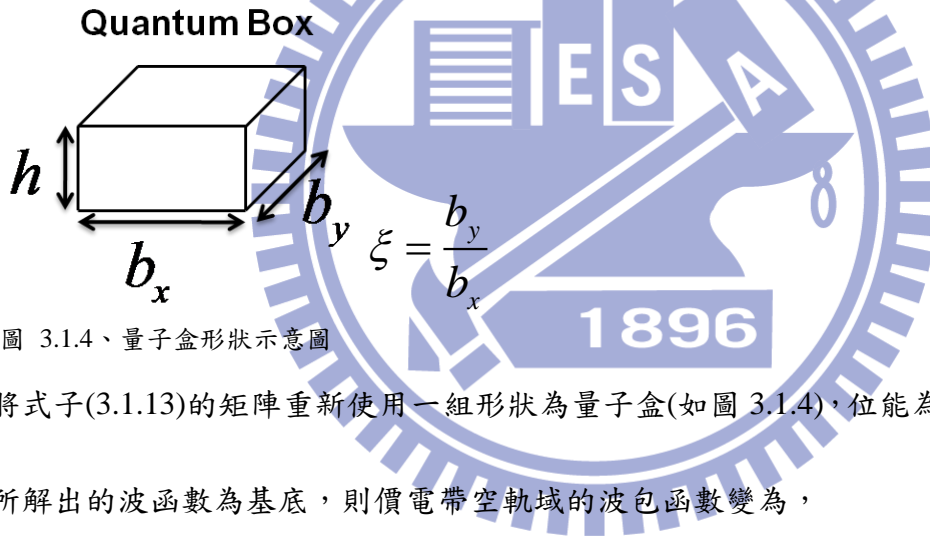 Quantum Box
ESA
h
b_y
ξ = b_y / b_x
b_x
1896
圖 3.1.4、量子盒形狀示意圖
將式子(3.1.13)的矩陣重新使用一組形狀為量子盒(如圖 3.1.4),位能為
所解出的波函數為基底,則價電帶空軌域的波包函數變為,